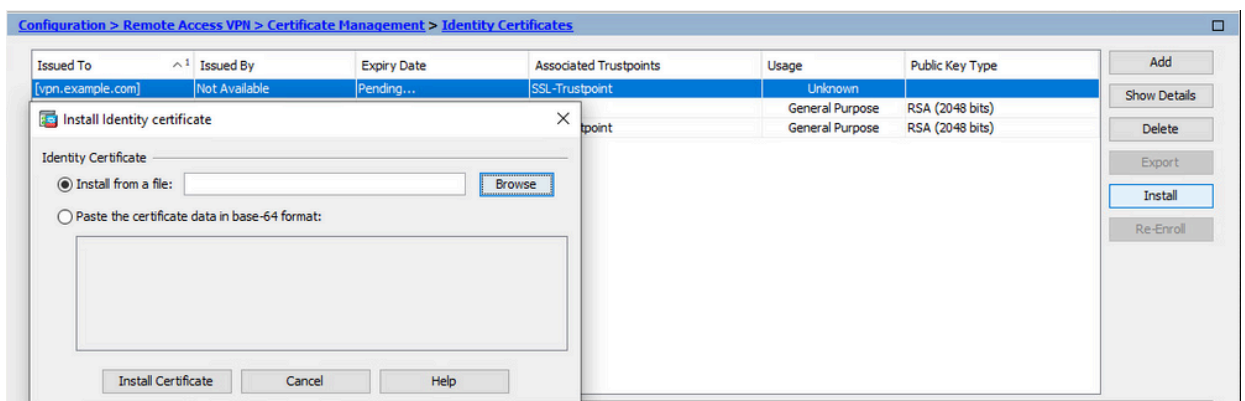 Configuration > Remote Access VPN > Certificate Management > Identity Certificates
Issued To 1 Issued By Expiry Date Associated Trustpoints Usage Public Key Type
[vpn.example.com] Not Available Pending... SSL-Trustpoint Unknown
General Purpose RSA (2048 bits)
tpoint General Purpose RSA (2048 bits)
Add
Show Details
Delete
Export
Install
Re-Enroll
Install Identity certificate
Identity Certificate
Install from a file: Browse
Paste the certificate data in base-64 format:
Install Certificate Cancel Help